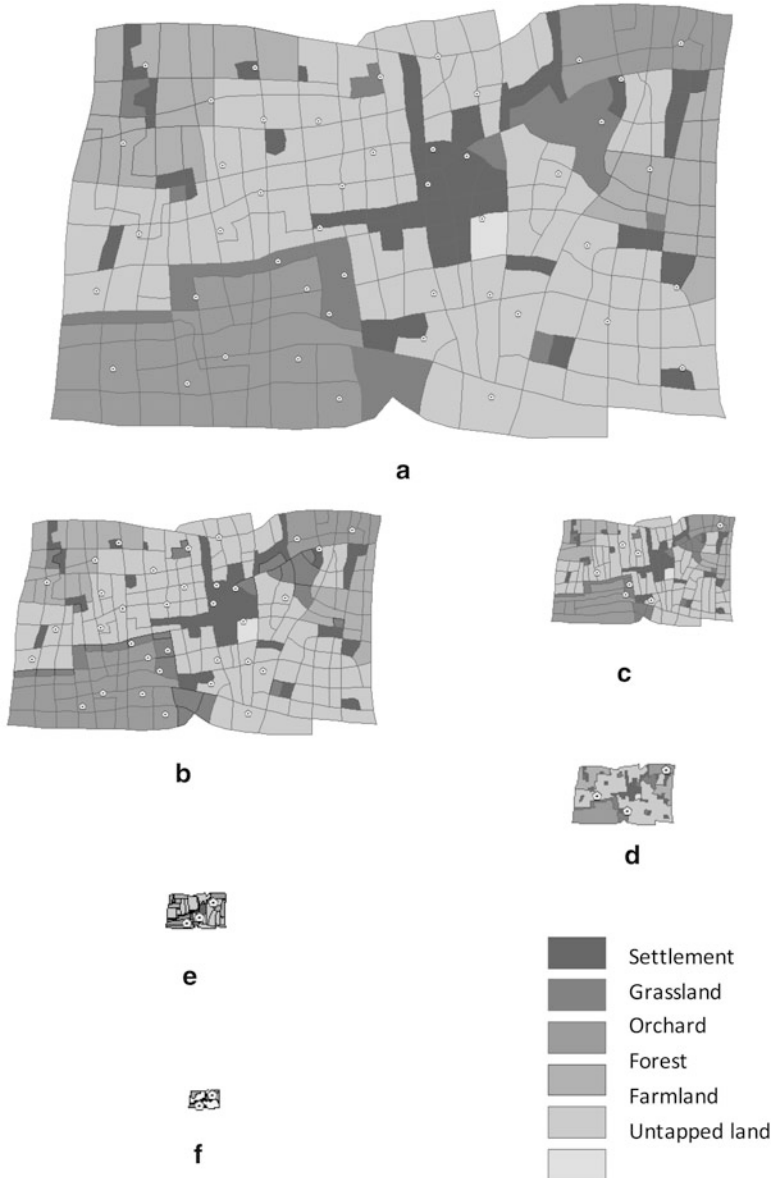 a
b
c
d
e
f
Settlement
Grassland
Orchard
Forest
Farmland
Untapped land